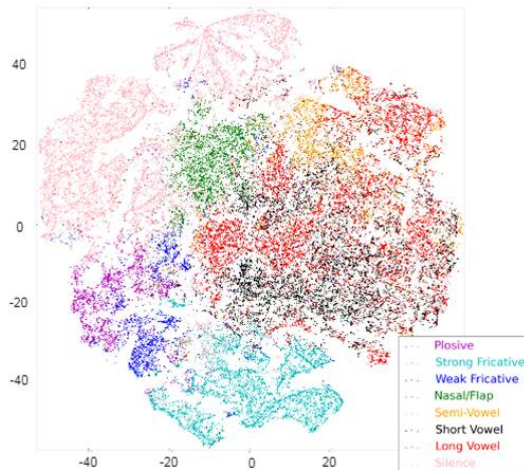 40
20
0
-20
-40
-40
-20
0
20
Plosive
Strong Fricative
Weak Fricative
Nasal/Flap
Semi-Vowel
Short Vowel
Long Vowel
Silence